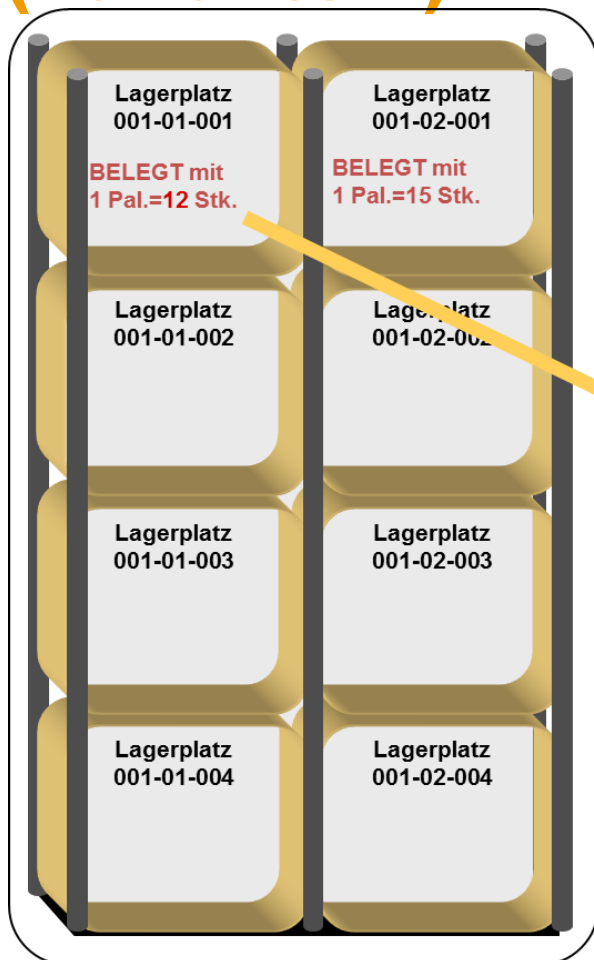 Lagerplatz
001-01-001
BELEGT mit
1 Pal.=12 Stk.
Lagerplatz
001-02-001
BELEGT mit
1 Pal.=15 Stk.
Lagerplatz
001-01-002
Lagerplatz
001-02-002
Lagerplatz
001-01-003
Lagerplatz
001-02-003
Lagerplatz
001-01-004
Lagerplatz
001-02-004